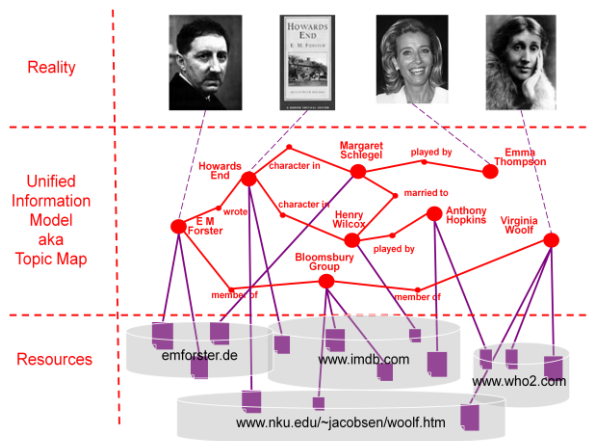 HOWARDS
END
E. M. FORSTER
Reality
Unified
Information
Model
aka
Topic Map
Resources
Margaret
Schlegel
played by
Emma
Thompson
Howards
End
character in
married to
wrote
character in
E M
Forster
Henry
Wilcox
Anthony
Hopkins
Virginia
Woolf
played by
Bloomsbury
Group
member of
member of
emforster.de
www.imdb.com
www.who2.com
www.nku.edu/~jacobsen/woolf.htm